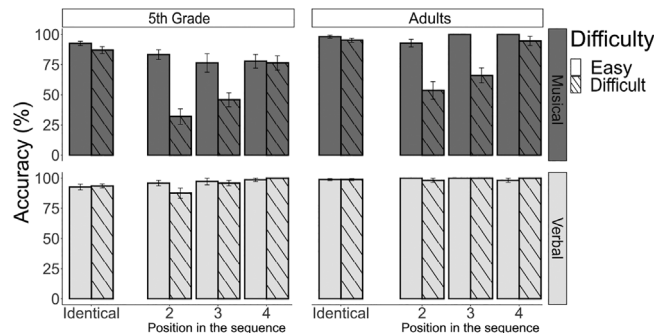 5th Grade
Adults
Accuracy (%)
100
75
50
25
0
100
75
50
25
0
Musical
Verbal
Difficulty
Easy
Difficult
Identical 2 3 4
Position in the sequence
Identical 2 3 4
Position in the sequence